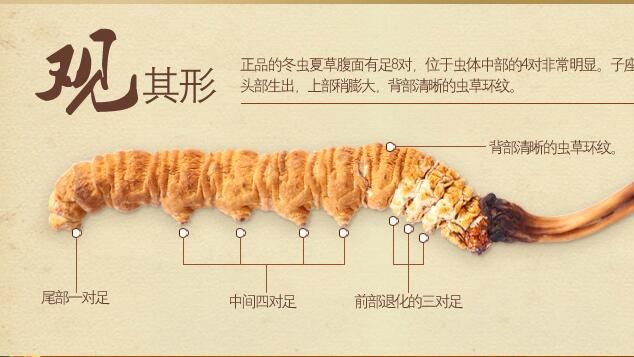 观其形
正品的冬虫夏草腹面有足8对，位于虫体中部的4对非常明显。子座
头部生出，上部稍膨大，背部清晰的虫草环纹。
背部清晰的虫草环纹。
尾部一对足
中间四对足
前部退化的三对足